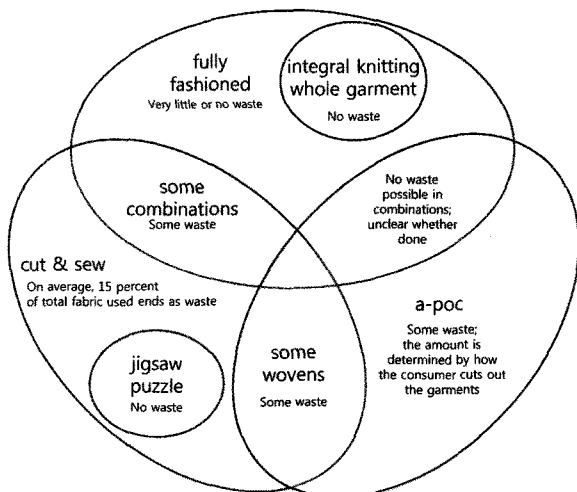 fully
fashioned
Very little or no waste
integral knitting
whole garment
No waste
some
combinations
Some waste
No waste
possible in
combinations;
unclear whether
done
cut & sew
On average, 15 percent
of total fabric used ends as waste
a-poc
Some waste;
the amount is
determined by how
the consumer cuts out
the garments
jigsaw
puzzle
No waste
some
wovens
Some waste